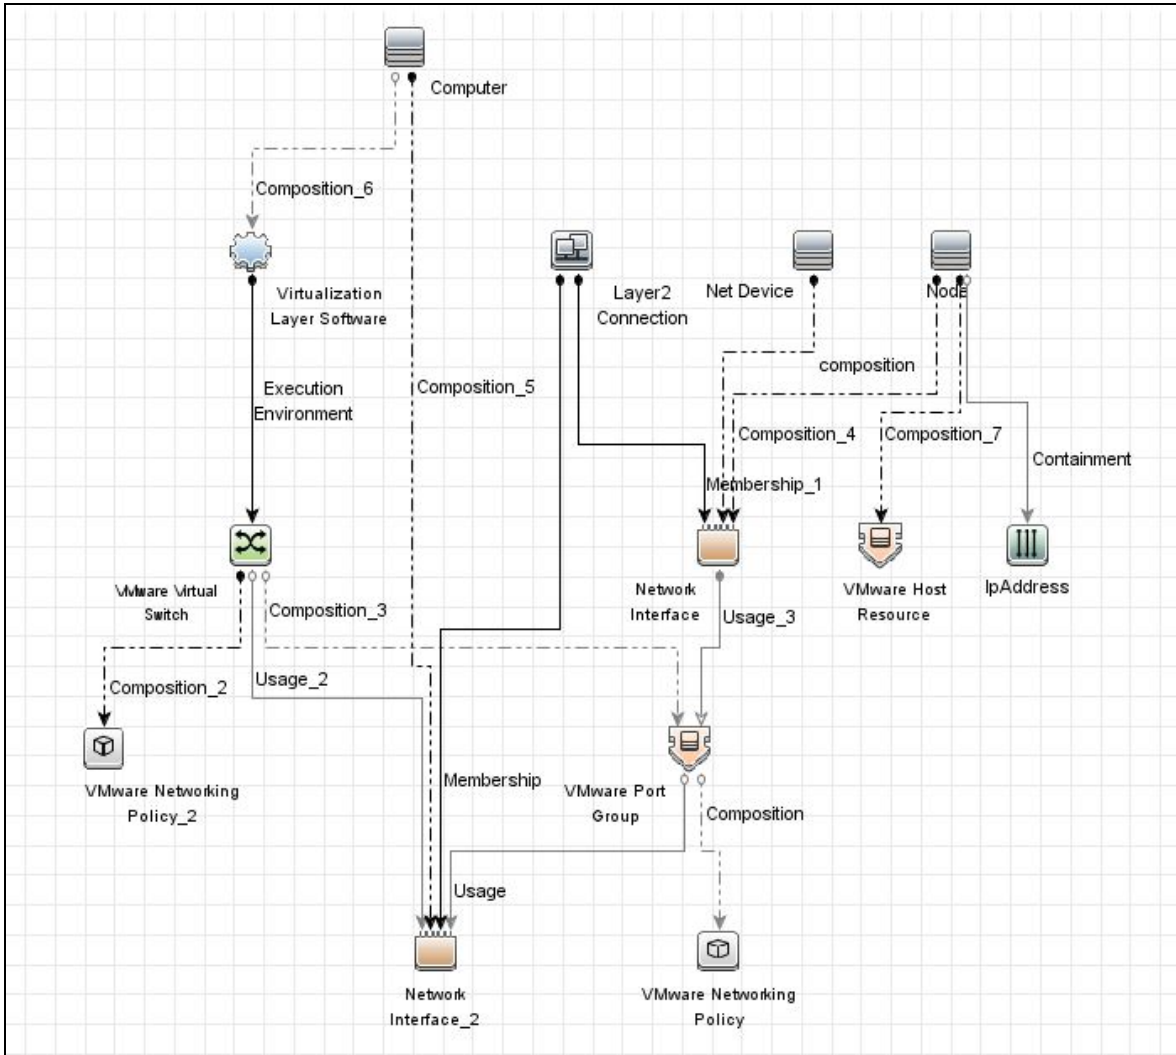 Computer
Composition_6
Virtualization
Layer Software
Layer2
Connection
Net Device
Node
Execution
Environment
Composition_5
composition
Composition_4
Composition_7
Containment
Membership_1
VMware Virtual
Switch
Composition_3
Network
Interface
Usage_3
VMware Host
Resource
IpAddress
Composition_2
Usage_2
VMware Networking
Policy_2
Membership
VMware Port
Group
Composition
Usage
Network
Interface_2
VMware Networking
Policy